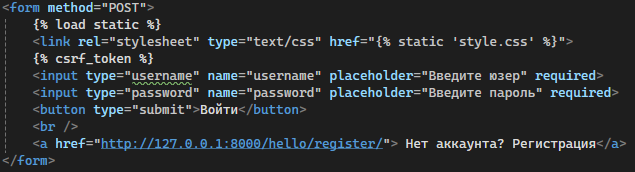 <form method="POST">
{% load static %}
<link rel="stylesheet" type="text/css" href="{% static 'style.css' %}">
{% csrf_token %}
<input type="username" name="username" placeholder="Введите юзер" required>
<input type="password" name="password" placeholder="Введите пароль" required>
<button type="submit">Войти</button>
<br />
<a href="http://127.0.0.1:8000/hello/register/"> Нет аккаунта? Регистрация</a>
</form>